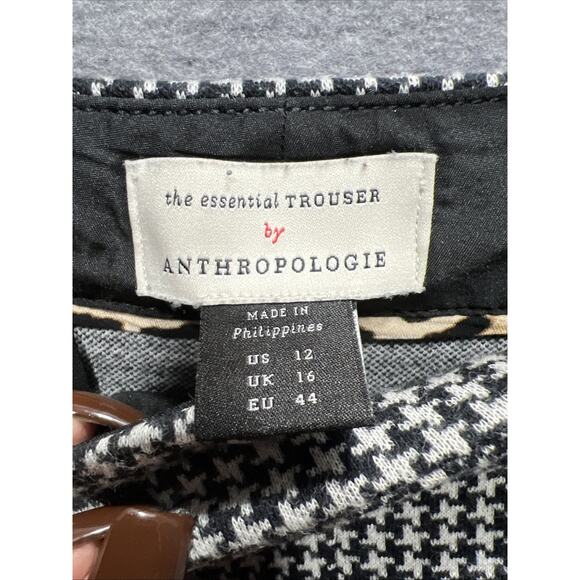 the essential TROUSER
by
ANTHROPOLOGIE
MADE IN
Philippines
US 12
UK 16
EU 44